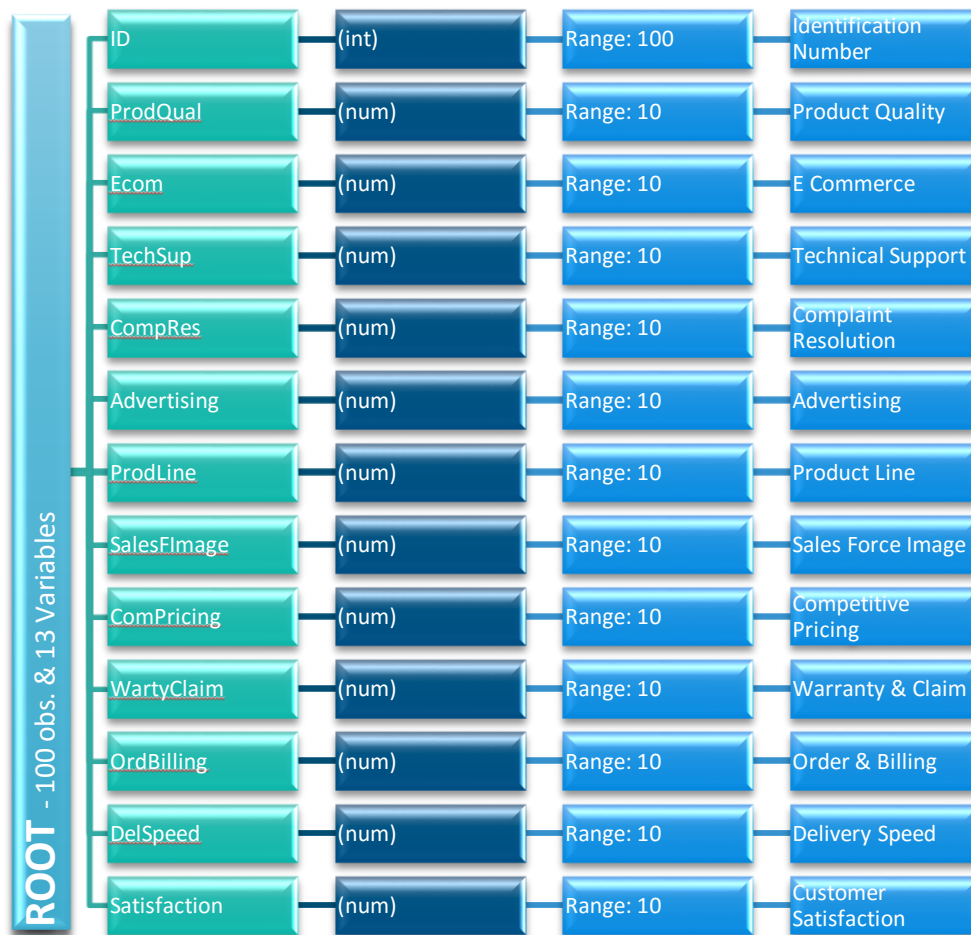 ROOT - 100 obs. & 13 Variables
ID
(int)
Range: 100
Identification
Number
ProdQual
(num)
Range: 10
Product Quality
Ecom
(num)
Range: 10
E Commerce
TechSup
(num)
Range: 10
Technical Support
CompRes
(num)
Range: 10
Complaint
Resolution
Advertising
(num)
Range: 10
Advertising
ProdLine
(num)
Range: 10
Product Line
SalesFImage
(num)
Range: 10
Sales Force Image
ComPricing
(num)
Range: 10
Competitive
Pricing
WartyClaim
(num)
Range: 10
Warranty & Claim
OrdBilling
(num)
Range: 10
Order & Billing
DelSpeed
(num)
Range: 10
Delivery Speed
Satisfaction
(num)
Range: 10
Customer
Satisfaction